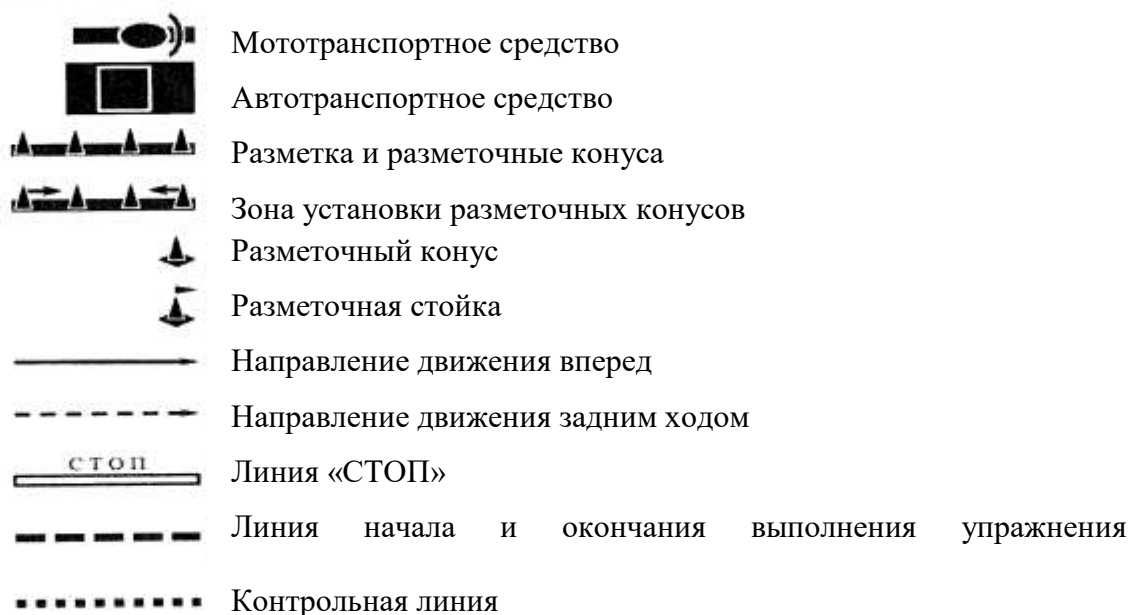 Мототранспортное средство
Автотранспортное средство
Разметка и разметочные конуса
Зона установки разметочных конусов
Разметочный конус
Разметочная стойка
Направление движения вперед
Направление движения задним ходом
СТОП Линия «СТОП»
Линия начала и окончания выполнения упражнения
Контрольная линия